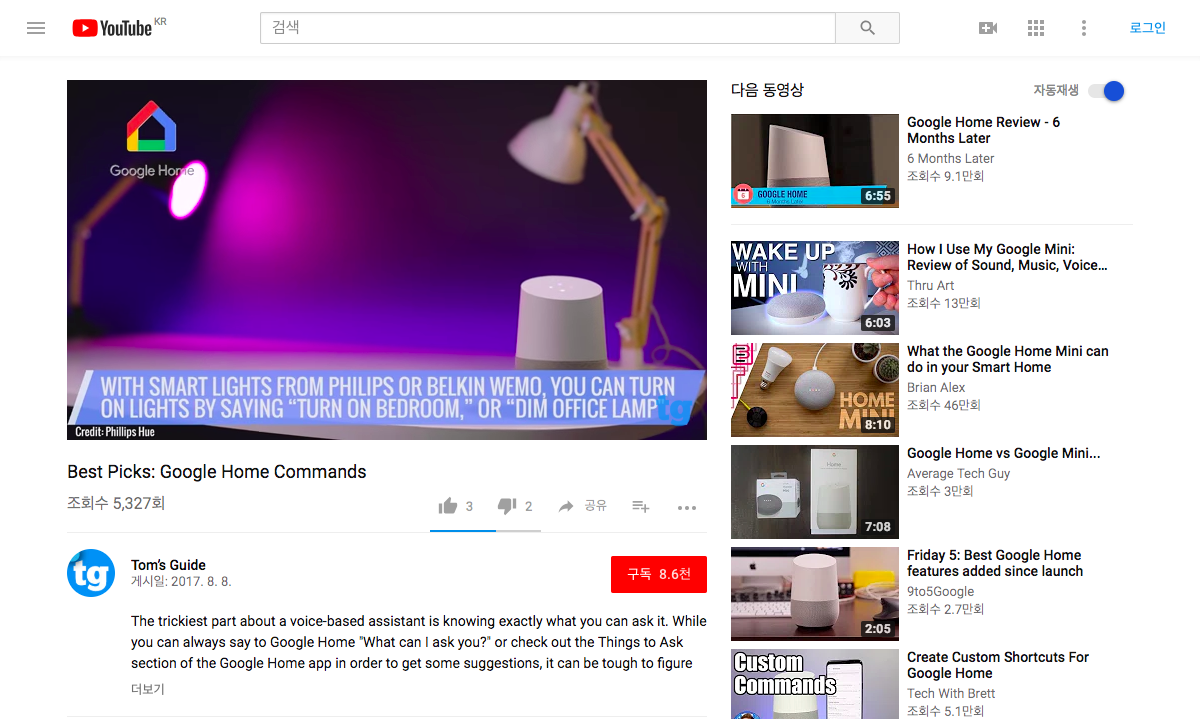 YouTube KR
검색
로그인
Google Home
WITH SMART LIGHTS FROM PHILIPS OR BELKIN WEMO, YOU CAN TURN
ON LIGHTS BY SAYING “TURN ON BEDROOM,” OR “DIM OFFICE LAMP
tg
Credit: Phillips Hue
Best Picks: Google Home Commands
조회수 5,327회
3
2
공유
tg
Tom’s Guide
게시일: 2017. 8. 8.
구독 8.6천
The trickiest part about a voice-based assistant is knowing exactly what you can ask it. While
you can always say to Google Home "What can I ask you?" or check out the Things to Ask
section of the Google Home app in order to get some suggestions, it can be tough to figure
더보기
다음 동영상
자동재생
GOOGLE HOME
6 Months Later
6:55
Google Home Review - 6
Months Later
6 Months Later
조회수 9.1만회
WAKE UP
WITH
MINI
6:03
How I Use My Google Mini:
Review of Sound, Music, Voice…
Thru Art
조회수 13만회
HOME
MINI
8:10
What the Google Home Mini can
do in your Smart Home
Brian Alex
조회수 46만회
7:08
Google Home vs Google Mini...
Average Tech Guy
조회수 3만회
2:05
Friday 5: Best Google Home
features added since launch
9to5Google
조회수 2.7만회
Custom
Commands
Create Custom Shortcuts For
Google Home
Tech With Brett
조회수 5.1만회